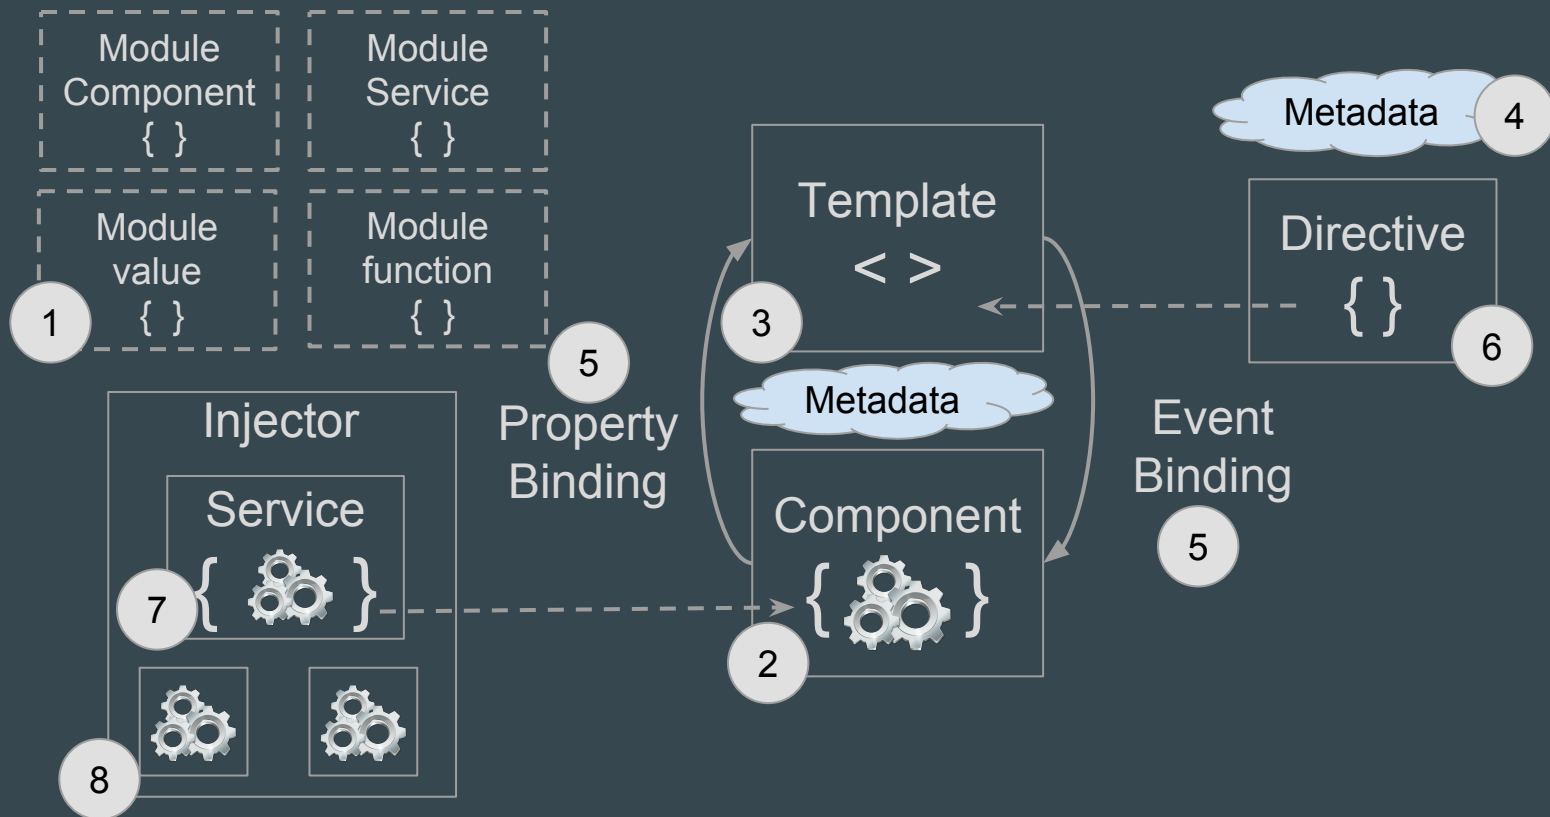 Module
Component
{ }
Module
Service
{ }
Module
value
{ }
Module
function
{ }
1
5
Property
Binding
Template
< >
3
Metadata
Component
{ }
2
Metadata
4
Directive
{ }
6
Event
Binding
5
Injector
Service
{ }
7
8